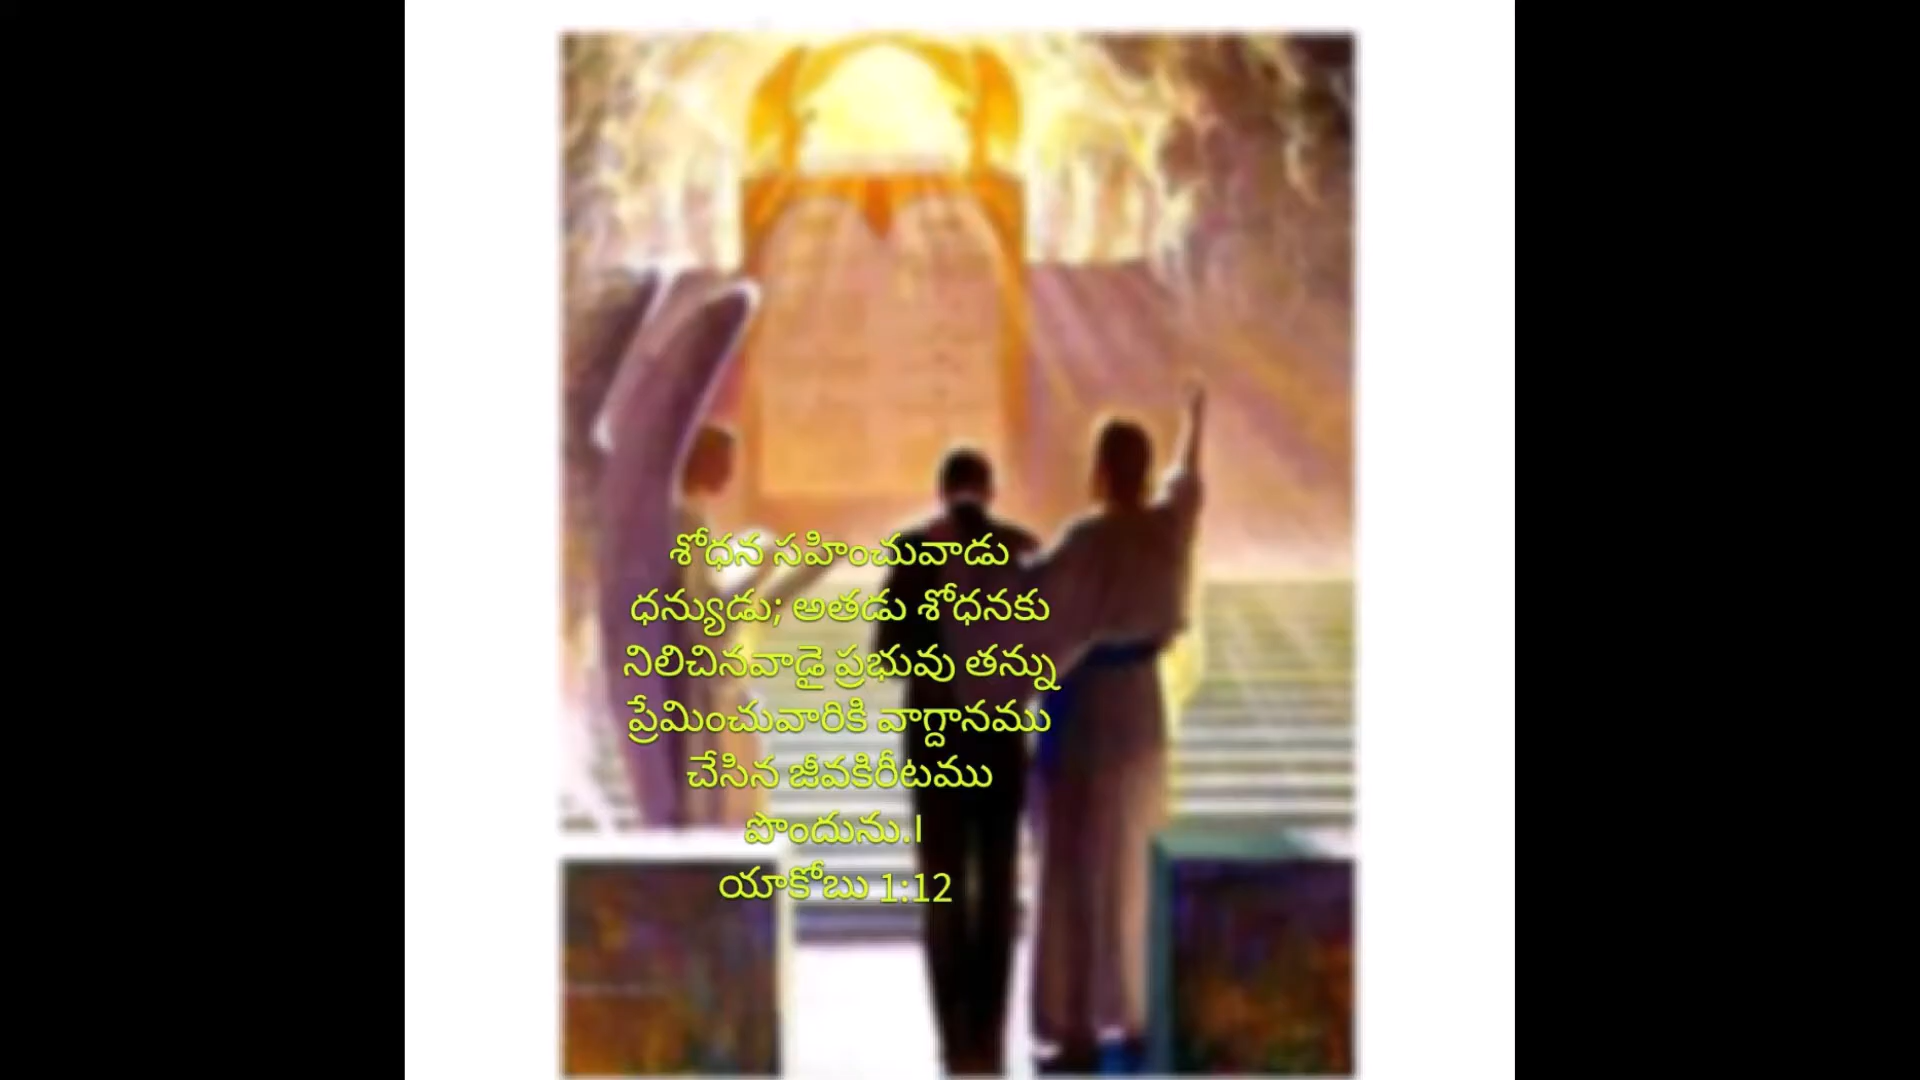 శోధన సహించువాడు
ధన్యుడు; అతడు శోధనకు
నిలిచినవాడై ప్రభువు తన్ను
ప్రేమించువారికి వాగ్దానము
చేసిన జీవకిరీటము
పొందును.l
యాకోబు 1:12